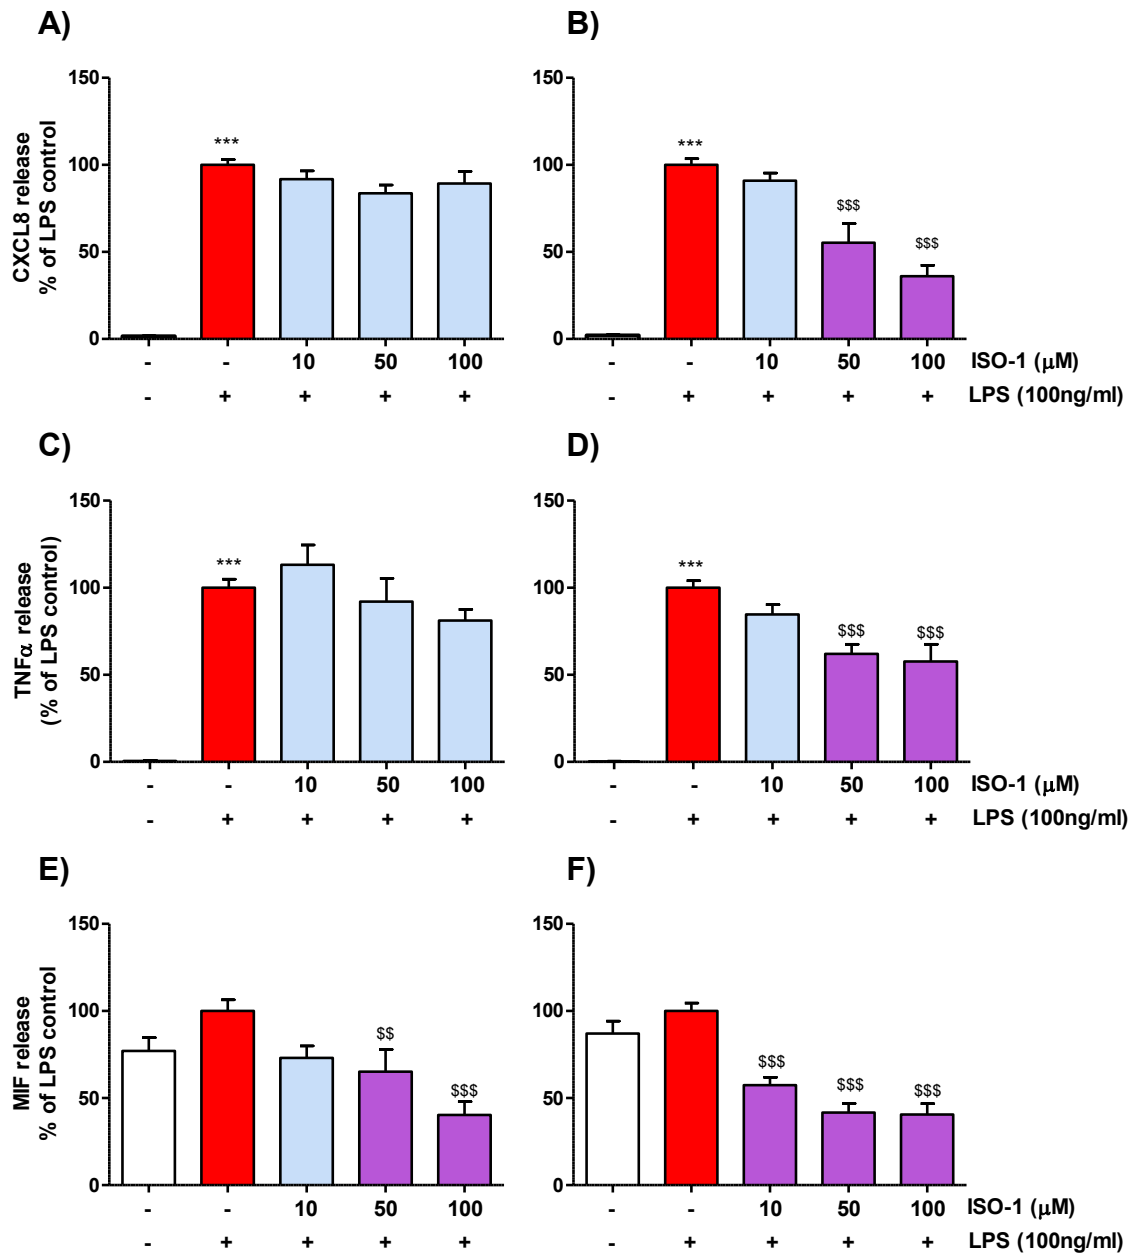 A)
B)
CXCL8 release
% of LPS control
150
100
50
0
***
150
100
50
0
***
$$$
$$$
- - 10 50 100
- - 10 50 100 ISO-1 (μM)
- + + + +
- + + + + LPS (100ng/ml)
C)
D)
TNFα release
(% of LPS control)
150
100
50
0
***
150
100
50
0
***
$$$
$$$
- - 10 50 100
- - 10 50 100 ISO-1 (μM)
- + + + +
- + + + + LPS (100ng/ml)
E)
F)
MIF release
% of LPS control
150
100
50
0
$$
$$$
150
100
50
0
$$$
$$$
$$$
- - 10 50 100
- - 10 50 100 ISO-1 (μM)
- + + + +
- + + + + LPS (100ng/ml)